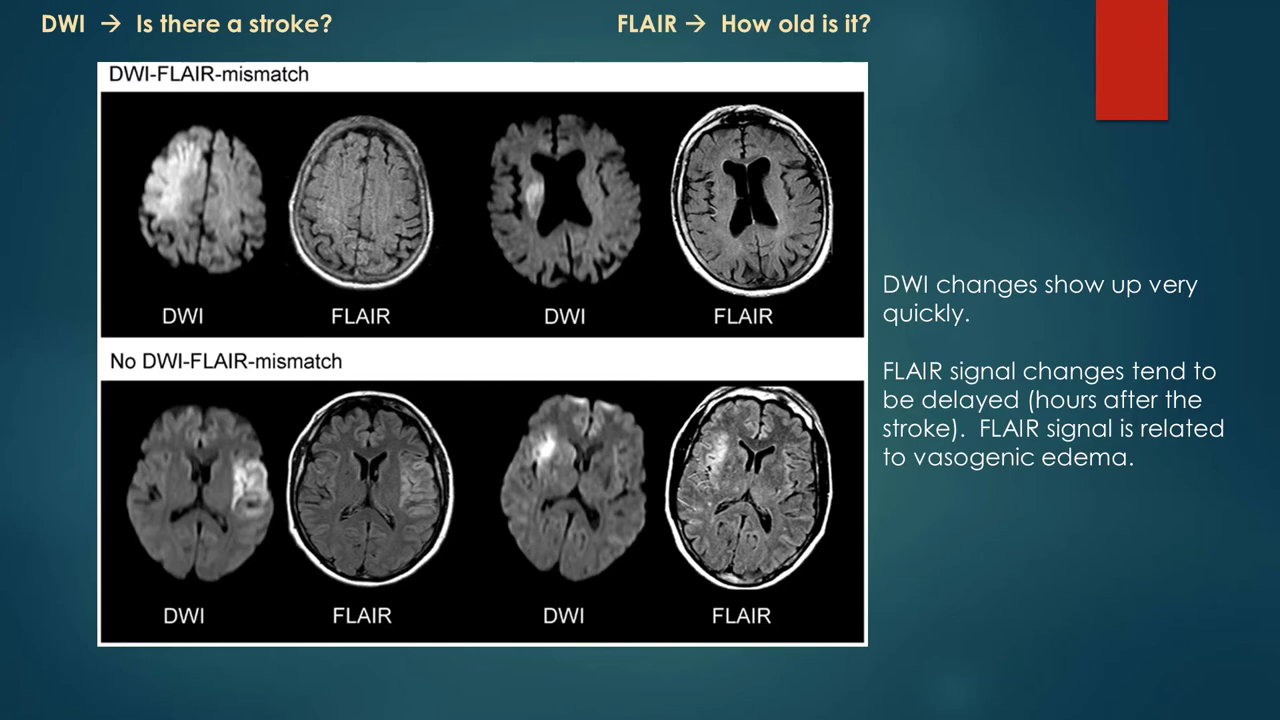 DWI → Is there a stroke?
FLAIR → How old is it?
DWI-FLAIR-mismatch
DWI
FLAIR
DWI
FLAIR
No DWI-FLAIR-mismatch
DWI
FLAIR
DWI
FLAIR
DWI changes show up very
quickly.
FLAIR signal changes tend to
be delayed (hours after the
stroke).  FLAIR signal is related
to vasogenic edema.